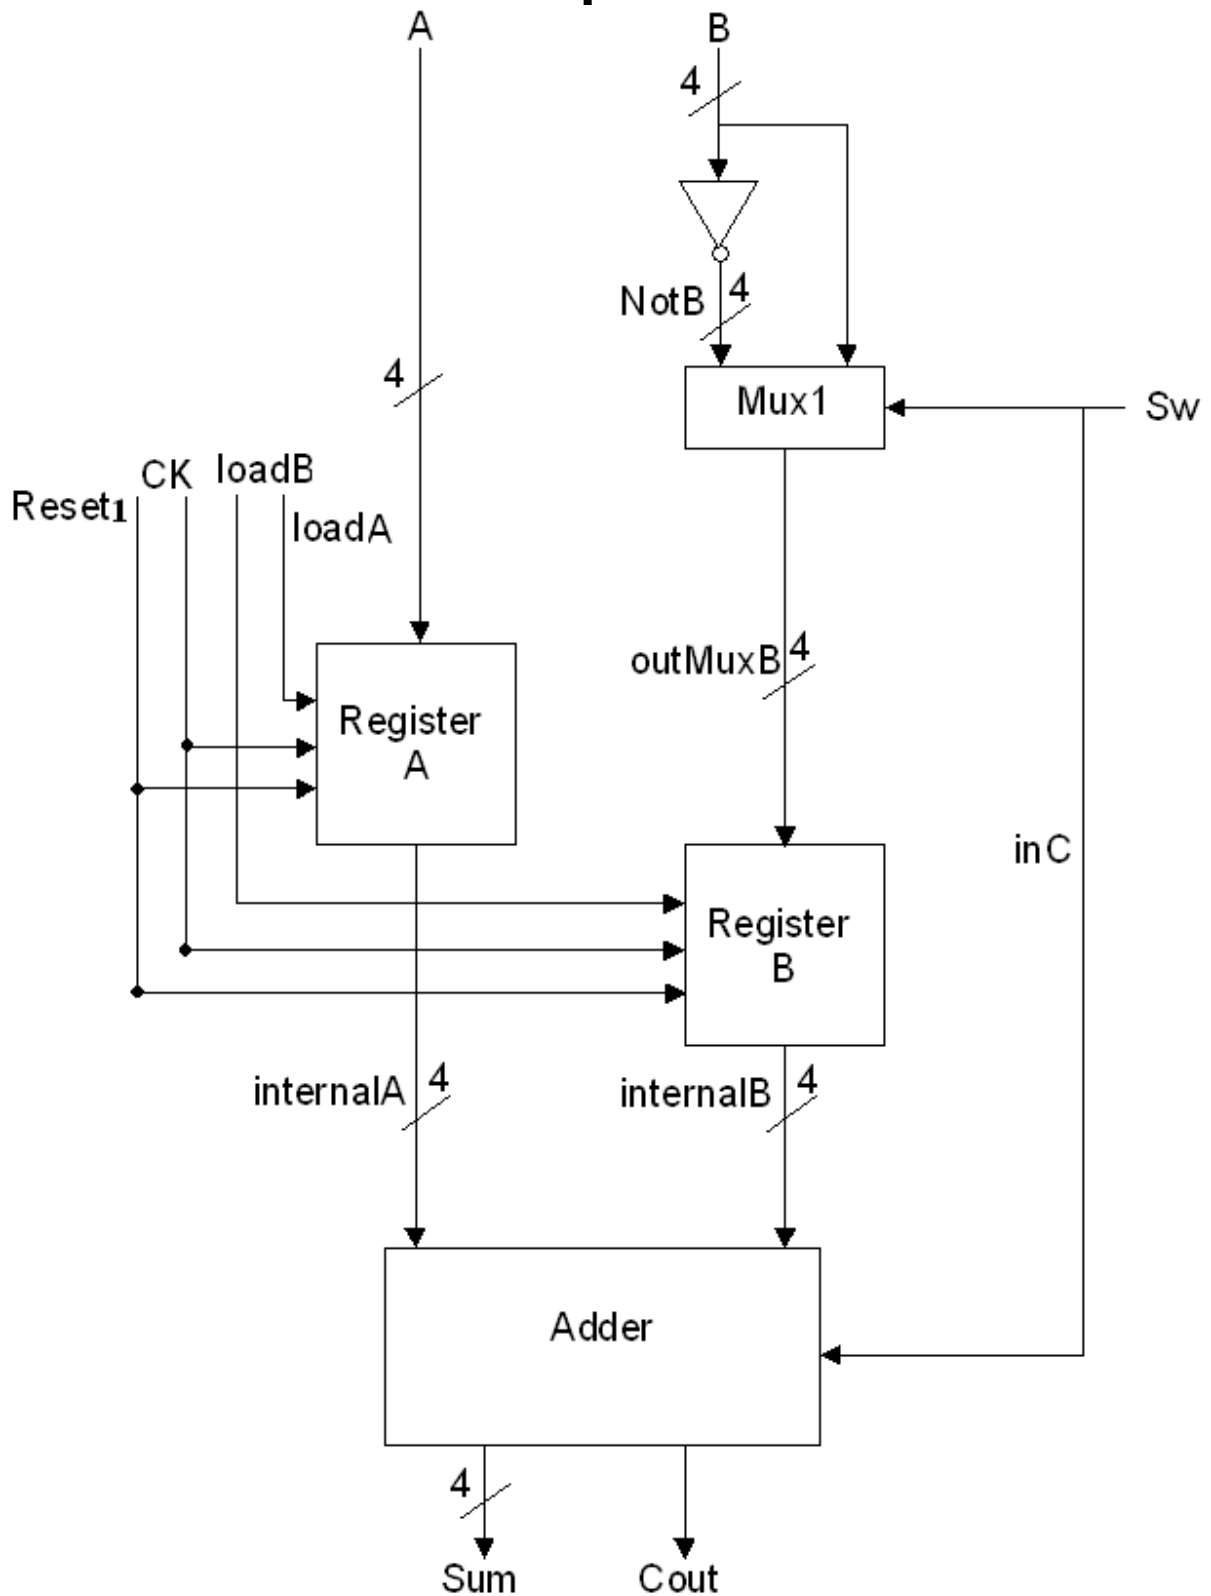 A
B
4
NotB
4
4
Mux1
Sw
Reset1
CK
loadB
loadA
Register
A
outMuxB
4
inC
Register
B
internalA
4
internalB
4
Adder
4
Sum
Cout